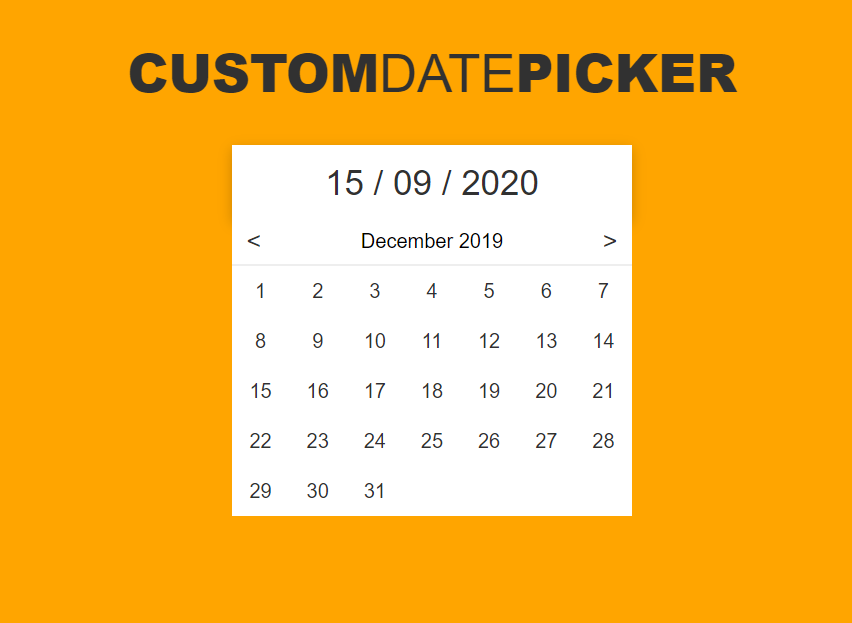 CUSTOMDATEPICKER
15 / 09 / 2020
< December 2019 >
1 2 3 4 5 6 7
8 9 10 11 12 13 14
15 16 17 18 19 20 21
22 23 24 25 26 27 28
29 30 31